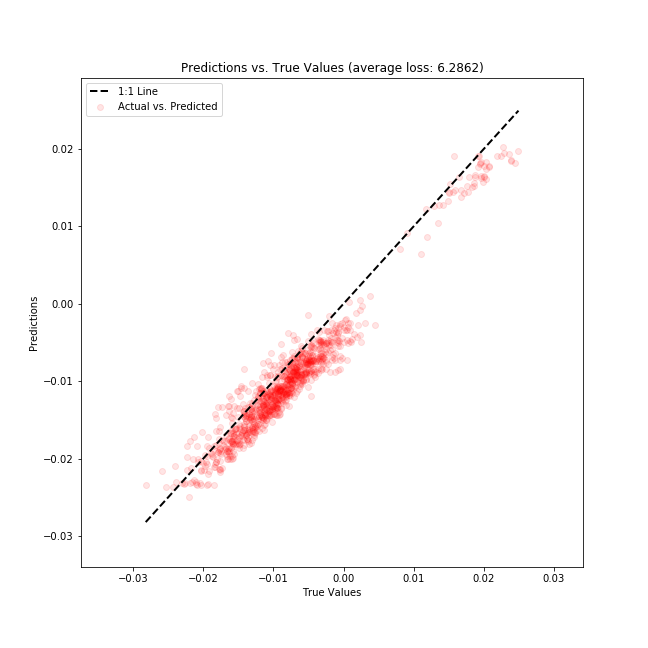 Predictions vs. True Values (average loss: 6.2862)
1:1 Line
Actual vs. Predicted
0.02
0.01
0.00
−0.01
−0.02
−0.03
Predictions
−0.03 −0.02 −0.01 0.00 0.01 0.02 0.03
True Values